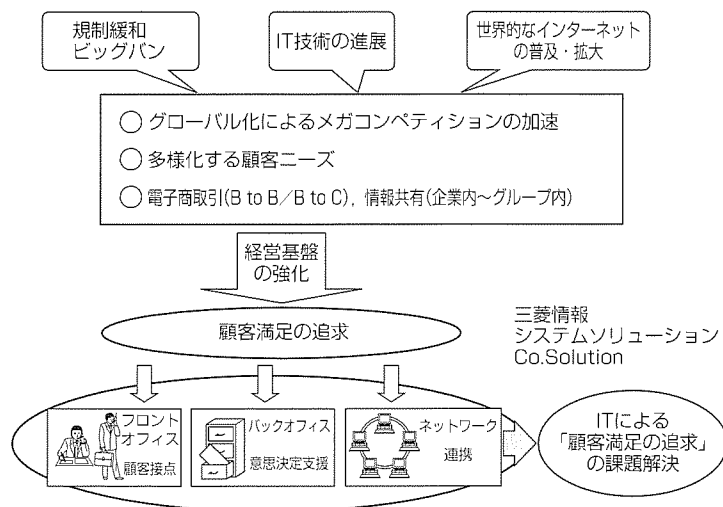 規制緩和
ビッグバン
IT技術の進展
世界的なインターネット
の普及・拡大
○グローバル化によるメガコンペティションの加速
○多様化する顧客ニーズ
○電子商取引(B to B／B to C)，情報共有(企業内～グループ内)
経営基盤
の強化
顧客満足の追求
三菱情報
システムソリューション
Co.Solution
フロント
オフィス
顧客接点
バックオフィス
意思決定支援
ネットワーク
連携
ITによる
「顧客満足の追求」
の課題解決